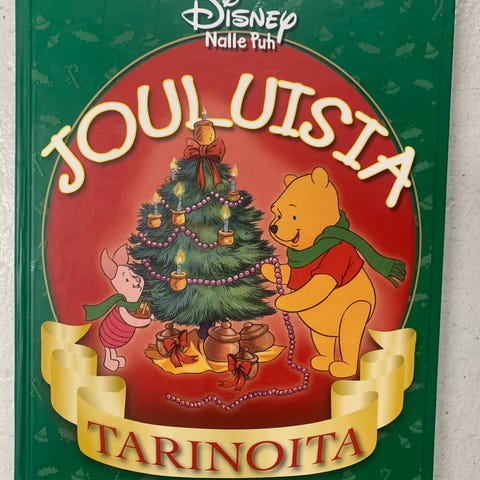 Disney
Nalle Puh
JOULUISIA
TARINOITA